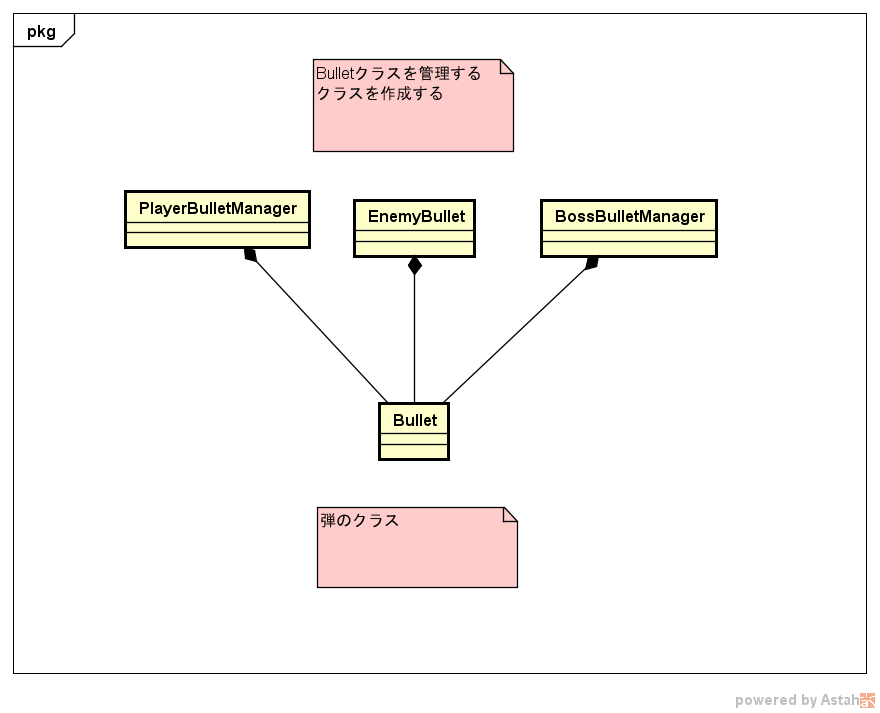 pkg
Bulletクラスを管理する
クラスを作成する
PlayerBulletManager
EnemyBullet
BossBulletManager
Bullet
弾のクラス
powered by Astah